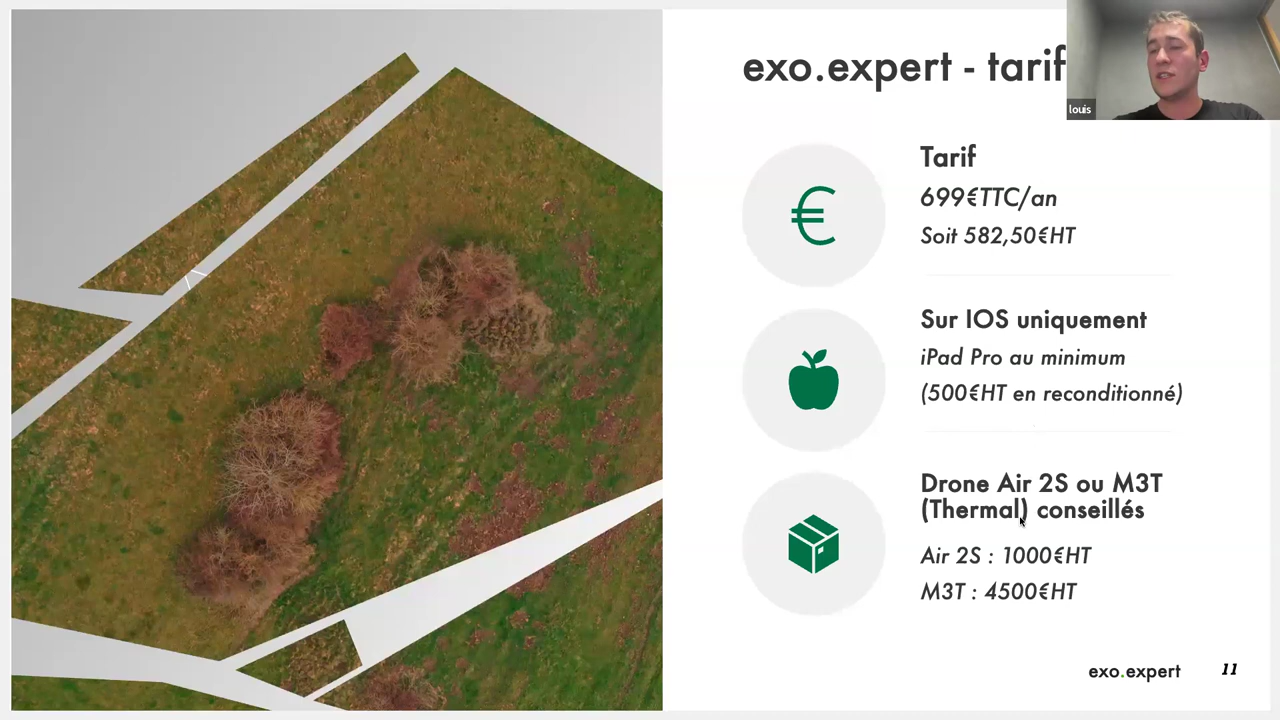 exo.expert - tarif
louis
Tarif
699€TTC/an
Soit 582,50€HT
Sur IOS uniquement
iPad Pro au minimum
(500€HT en reconditionné)
Drone Air 2S ou M3T
(Thermal) conseillés
Air 2S : 1000€HT
M3T : 4500€HT
exo.expert
11